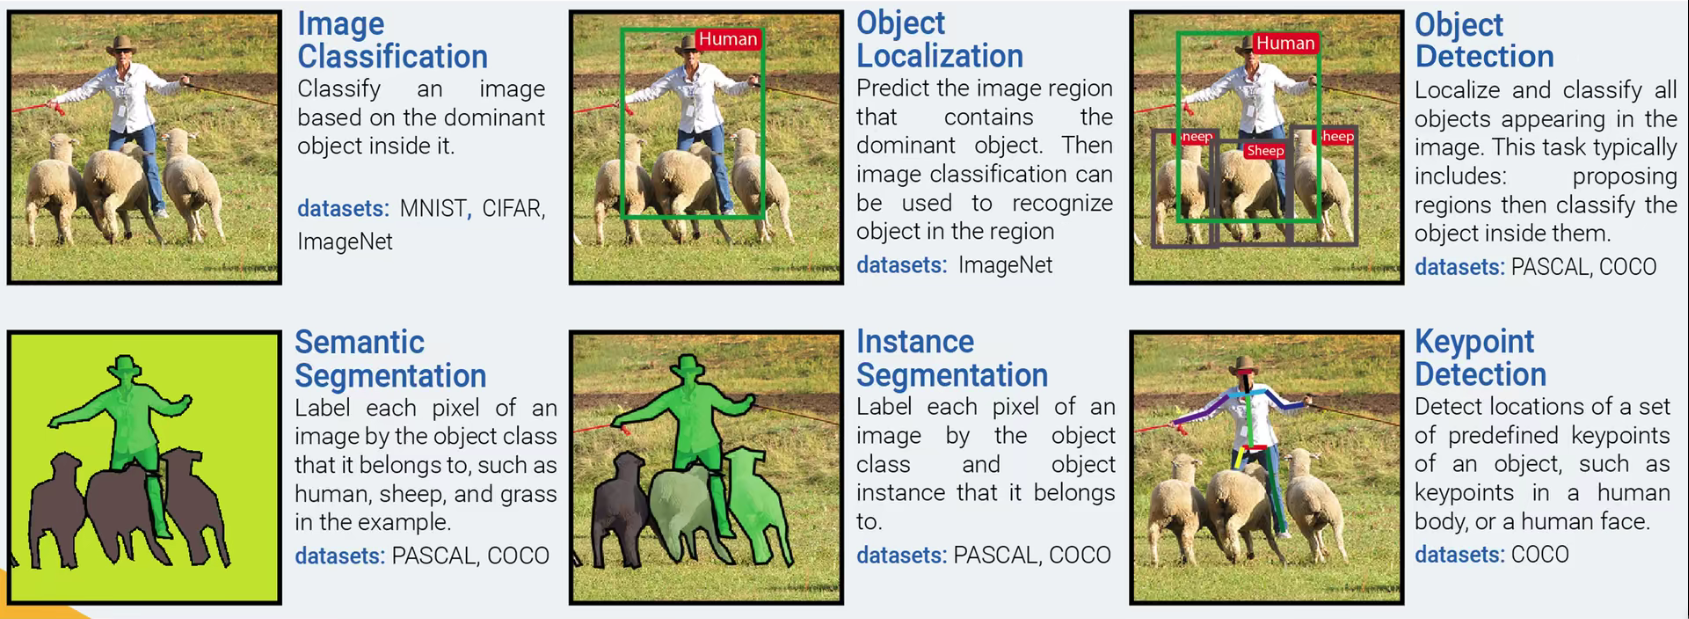 Image
Classification
Classify an image
based on the dominant
object inside it.
datasets: MNIST, CIFAR,
ImageNet
Human
Object
Localization
Predict the image region
that contains the
dominant object. Then
image classification can
be used to recognize
object in the region
datasets: ImageNet
Human
Sheep
Sheep
Sheep
Object
Detection
Localize and classify all
objects appearing in the
image. This task typically
includes: proposing
regions then classify the
object inside them.
datasets: PASCAL, COCO
Semantic
Segmentation
Label each pixel of an
image by the object class
that it belongs to, such as
human, sheep, and grass
in the example.
datasets: PASCAL, COCO
Instance
Segmentation
Label each pixel of an
image by the object
class and object
instance that it belongs
to.
datasets: PASCAL, COCO
Keypoint
Detection
Detect locations of a set
of predefined keypoints
of an object, such as
keypoints in a human
body, or a human face.
datasets: COCO